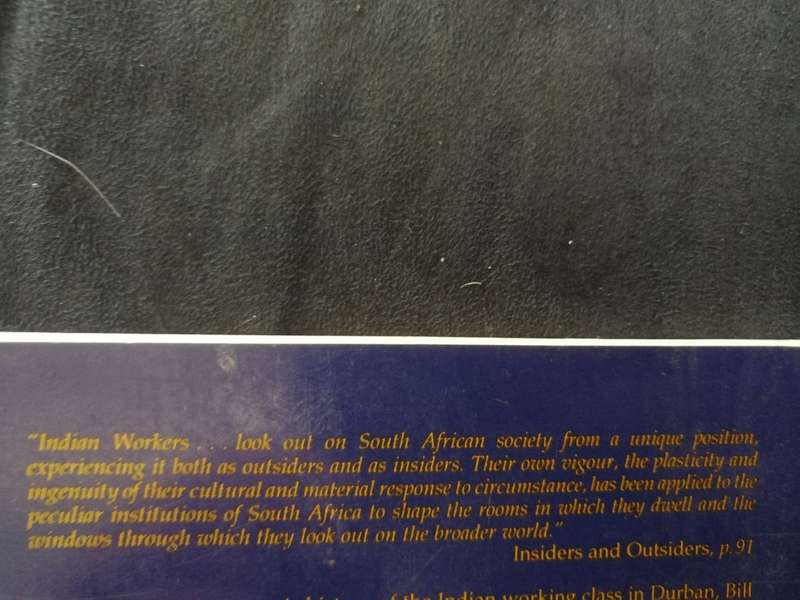 "Indian Workers . . . look out on South African society from a unique position,
experiencing it both as outsiders and as insiders. Their own vigour, the plasticity and
ingenuity of their cultural and material response to circumstance, has been applied to the
peculiar institutions of South Africa to shape the rooms in which they dwell and the
windows through which they look out on the broader world."
Insiders and Outsiders, p.91
of the Indian working class in Durban, Bill